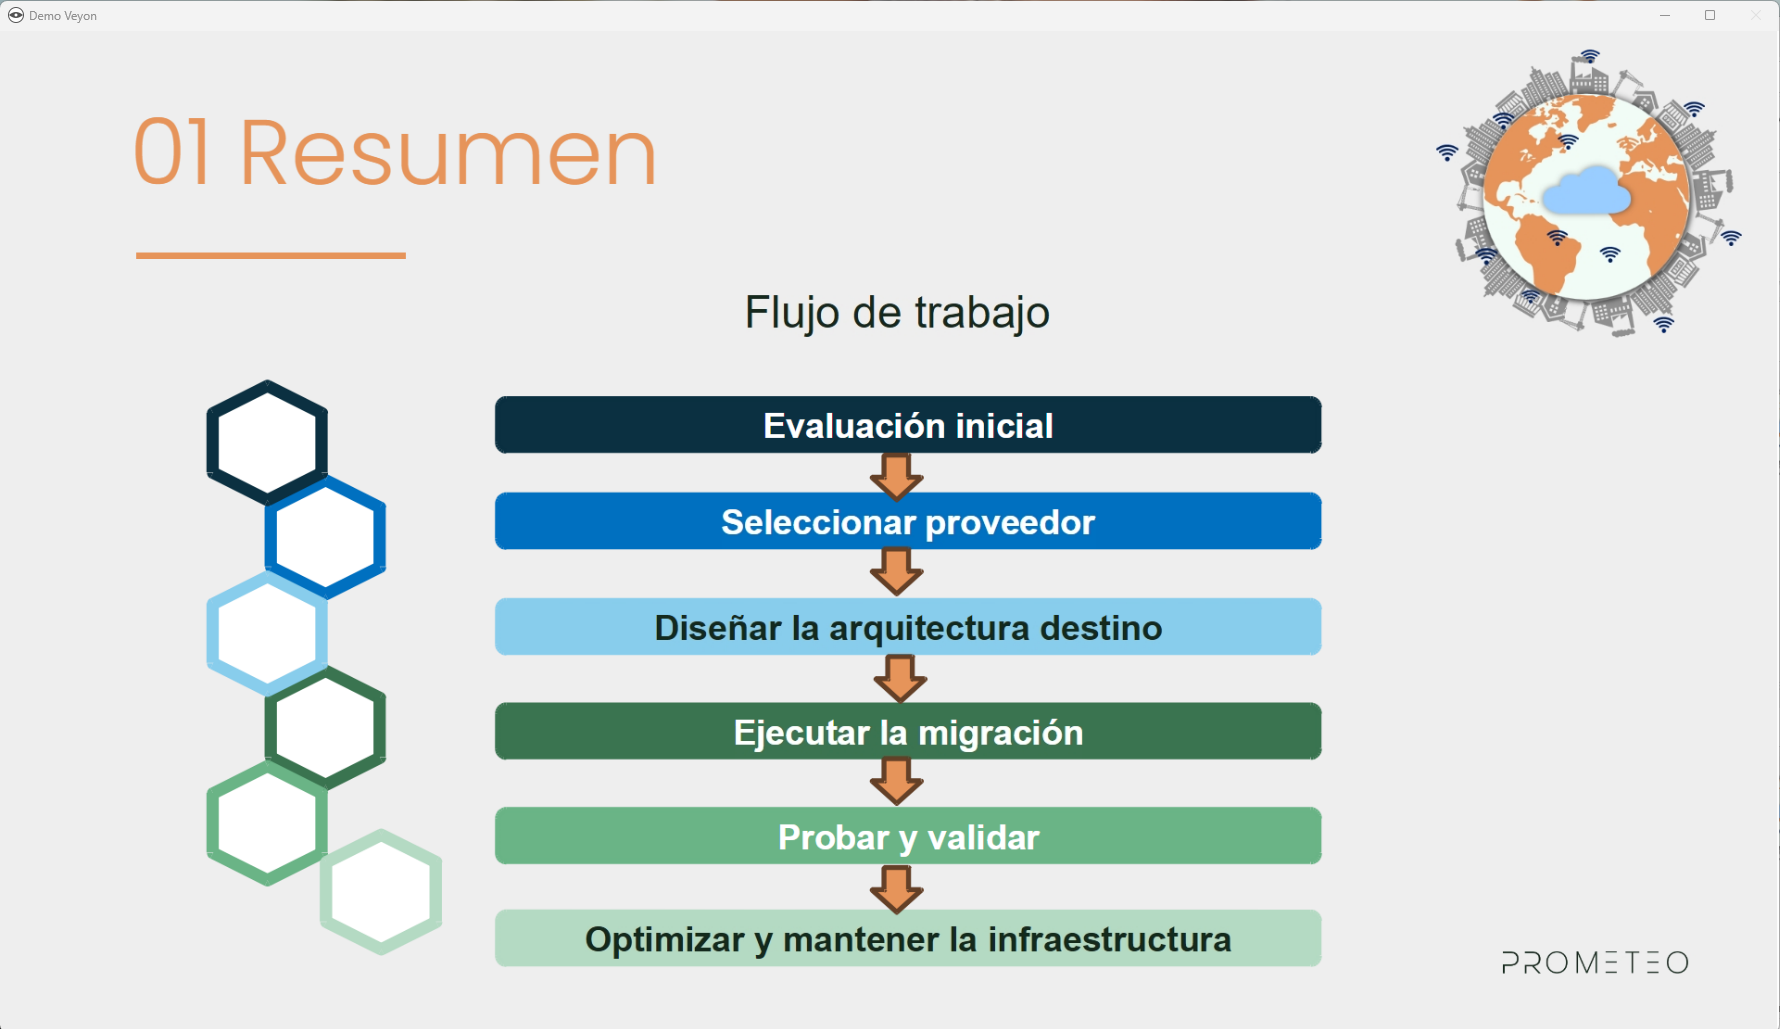 Demo Veyon
01 Resumen
Flujo de trabajo
Evaluación inicial
Seleccionar proveedor
Diseñar la arquitectura destino
Ejecutar la migración
Probar y validar
Optimizar y mantener la infraestructura
PROMETEO